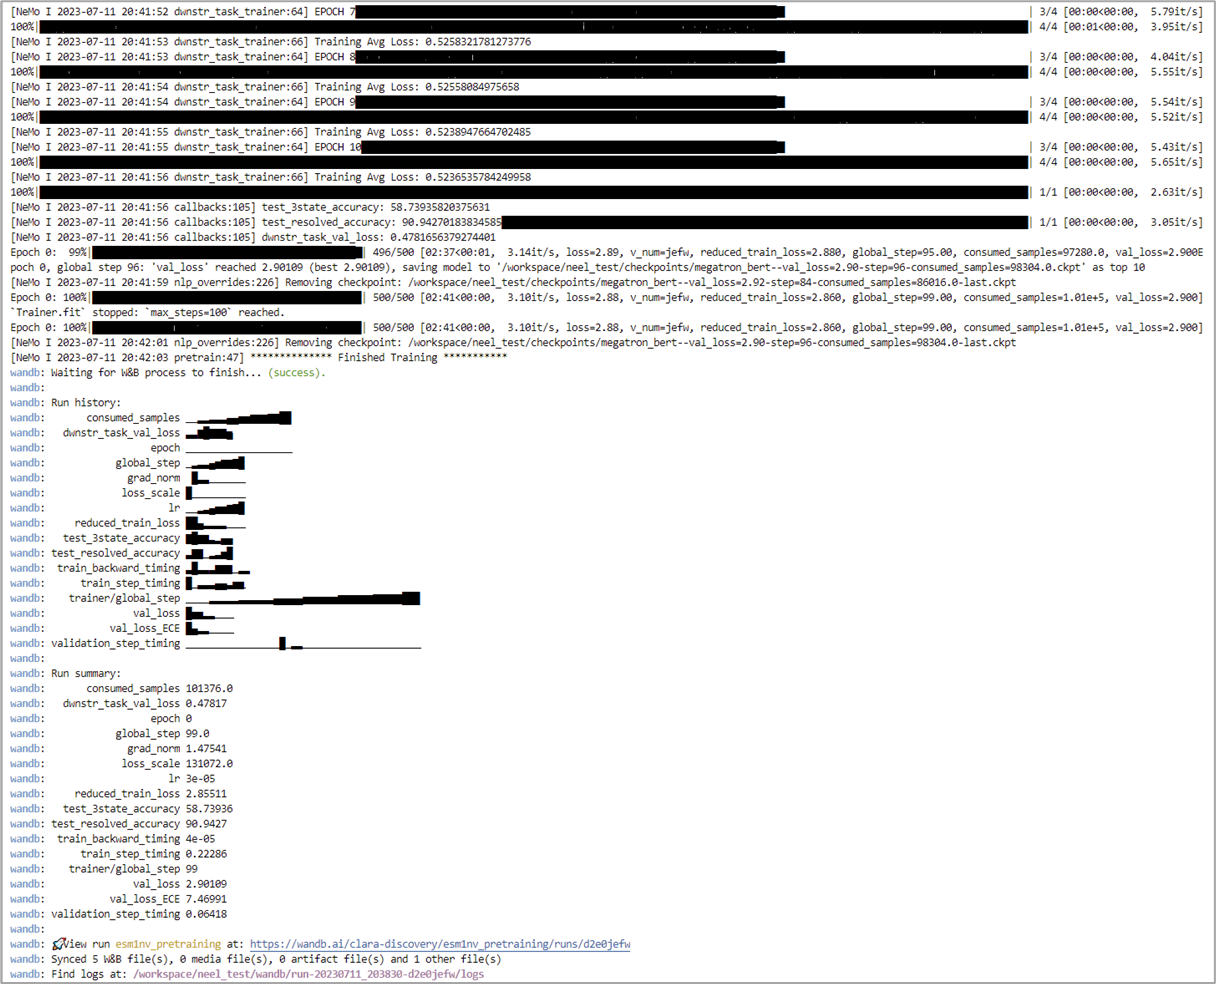 [NeMo I 2023-07-11 20:41:52 dwnstr_task_trainer:64] EPOCH 7 | 3/4 [00:00<00:00, 5.79it/s]
100%| | 4/4 [00:01<00:00, 3.95it/s]
[NeMo I 2023-07-11 20:41:53 dwnstr_task_trainer:66] Training Avg Loss: 0.5258321781273776
[NeMo I 2023-07-11 20:41:53 dwnstr_task_trainer:64] EPOCH 8 | 3/4 [00:00<00:00, 4.04it/s]
100%| | 4/4 [00:00<00:00, 5.55it/s]
[NeMo I 2023-07-11 20:41:54 dwnstr_task_trainer:66] Training Avg Loss: 0.52558084975658
[NeMo I 2023-07-11 20:41:54 dwnstr_task_trainer:64] EPOCH 9 | 3/4 [00:00<00:00, 5.54it/s]
100%| | 4/4 [00:00<00:00, 5.52it/s]
[NeMo I 2023-07-11 20:41:55 dwnstr_task_trainer:66] Training Avg Loss: 0.5238947664702485
[NeMo I 2023-07-11 20:41:55 dwnstr_task_trainer:64] EPOCH 10 | 3/4 [00:00<00:00, 5.43it/s]
100%| | 4/4 [00:00<00:00, 5.65it/s]
[NeMo I 2023-07-11 20:41:56 dwnstr_task_trainer:66] Training Avg Loss: 0.5236535784249958
100%| | 1/1 [00:00<00:00, 2.63it/s]
[NeMo I 2023-07-11 20:41:56 callbacks:105] test_3state_accuracy: 58.73935820375631
[NeMo I 2023-07-11 20:41:56 callbacks:105] test_resolved_accuracy: 90.94270183834585 | 1/1 [00:00<00:00, 3.05it/s]
[NeMo I 2023-07-11 20:41:56 callbacks:105] dwnstr_task_val_loss: 0.4781656379274401
Epoch 0: 99%| | 496/500 [02:37<00:01, 3.14it/s, loss=2.89, v_num=jefw, reduced_train_loss=2.880, global_step=95.00, consumed_samples=97280.0, val_loss=2.900E
poch 0, global step 96: 'val_loss' reached 2.90109 (best 2.90109), saving model to '/workspace/neel_test/checkpoints/megatron_bert--val_loss=2.90-step=96-consumed_samples=98304.0.ckpt' as top 10
[NeMo I 2023-07-11 20:41:59 nlp_overrides:226] Removing checkpoint: /workspace/neel_test/checkpoints/megatron_bert--val_loss=2.92-step=84-consumed_samples=86016.0-last.ckpt
Epoch 0: 100%| | 500/500 [02:41<00:00, 3.10it/s, loss=2.88, v_num=jefw, reduced_train_loss=2.860, global_step=99.00, consumed_samples=1.01e+5, val_loss=2.900]
`Trainer.fit` stopped: `max_steps=100` reached.
Epoch 0: 100%| | 500/500 [02:41<00:00, 3.10it/s, loss=2.88, v_num=jefw, reduced_train_loss=2.860, global_step=99.00, consumed_samples=1.01e+5, val_loss=2.900]
[NeMo I 2023-07-11 20:42:01 nlp_overrides:226] Removing checkpoint: /workspace/neel_test/checkpoints/megatron_bert--val_loss=2.90-step=96-consumed_samples=98304.0-last.ckpt
[NeMo I 2023-07-11 20:42:03 pretrain:47] ************** Finished Training ***********
wandb: Waiting for W&B process to finish... (success).
wandb:
wandb: Run history:
wandb: consumed_samples
wandb: dwnstr_task_val_loss
wandb: epoch
wandb: global_step
wandb: grad_norm
wandb: loss_scale
wandb: lr
wandb: reduced_train_loss
wandb: test_3state_accuracy
wandb: test_resolved_accuracy
wandb: train_backward_timing
wandb: train_step_timing
wandb: trainer/global_step
wandb: val_loss
wandb: val_loss_ECE
wandb: validation_step_timing
wandb:
wandb: Run summary:
wandb: consumed_samples 101376.0
wandb: dwnstr_task_val_loss 0.47817
wandb: epoch 0
wandb: global_step 99.0
wandb: grad_norm 1.47541
wandb: loss_scale 131072.0
wandb: lr 3e-05
wandb: reduced_train_loss 2.85511
wandb: test_3state_accuracy 58.73936
wandb: test_resolved_accuracy 90.9427
wandb: train_backward_timing 4e-05
wandb: train_step_timing 0.22286
wandb: trainer/global_step 99
wandb: val_loss 2.90109
wandb: val_loss_ECE 7.46991
wandb: validation_step_timing 0.06418
wandb:
wandb: 🚀View run esm1nv_pretraining at: https://wandb.ai/clara-discovery/esm1nv_pretraining/runs/d2e0jefw
wandb: Synced 5 W&B file(s), 0 media file(s), 0 artifact file(s) and 1 other file(s)
wandb: Find logs at: /workspace/neel_test/wandb/run-20230711_203830-d2e0jefw/logs